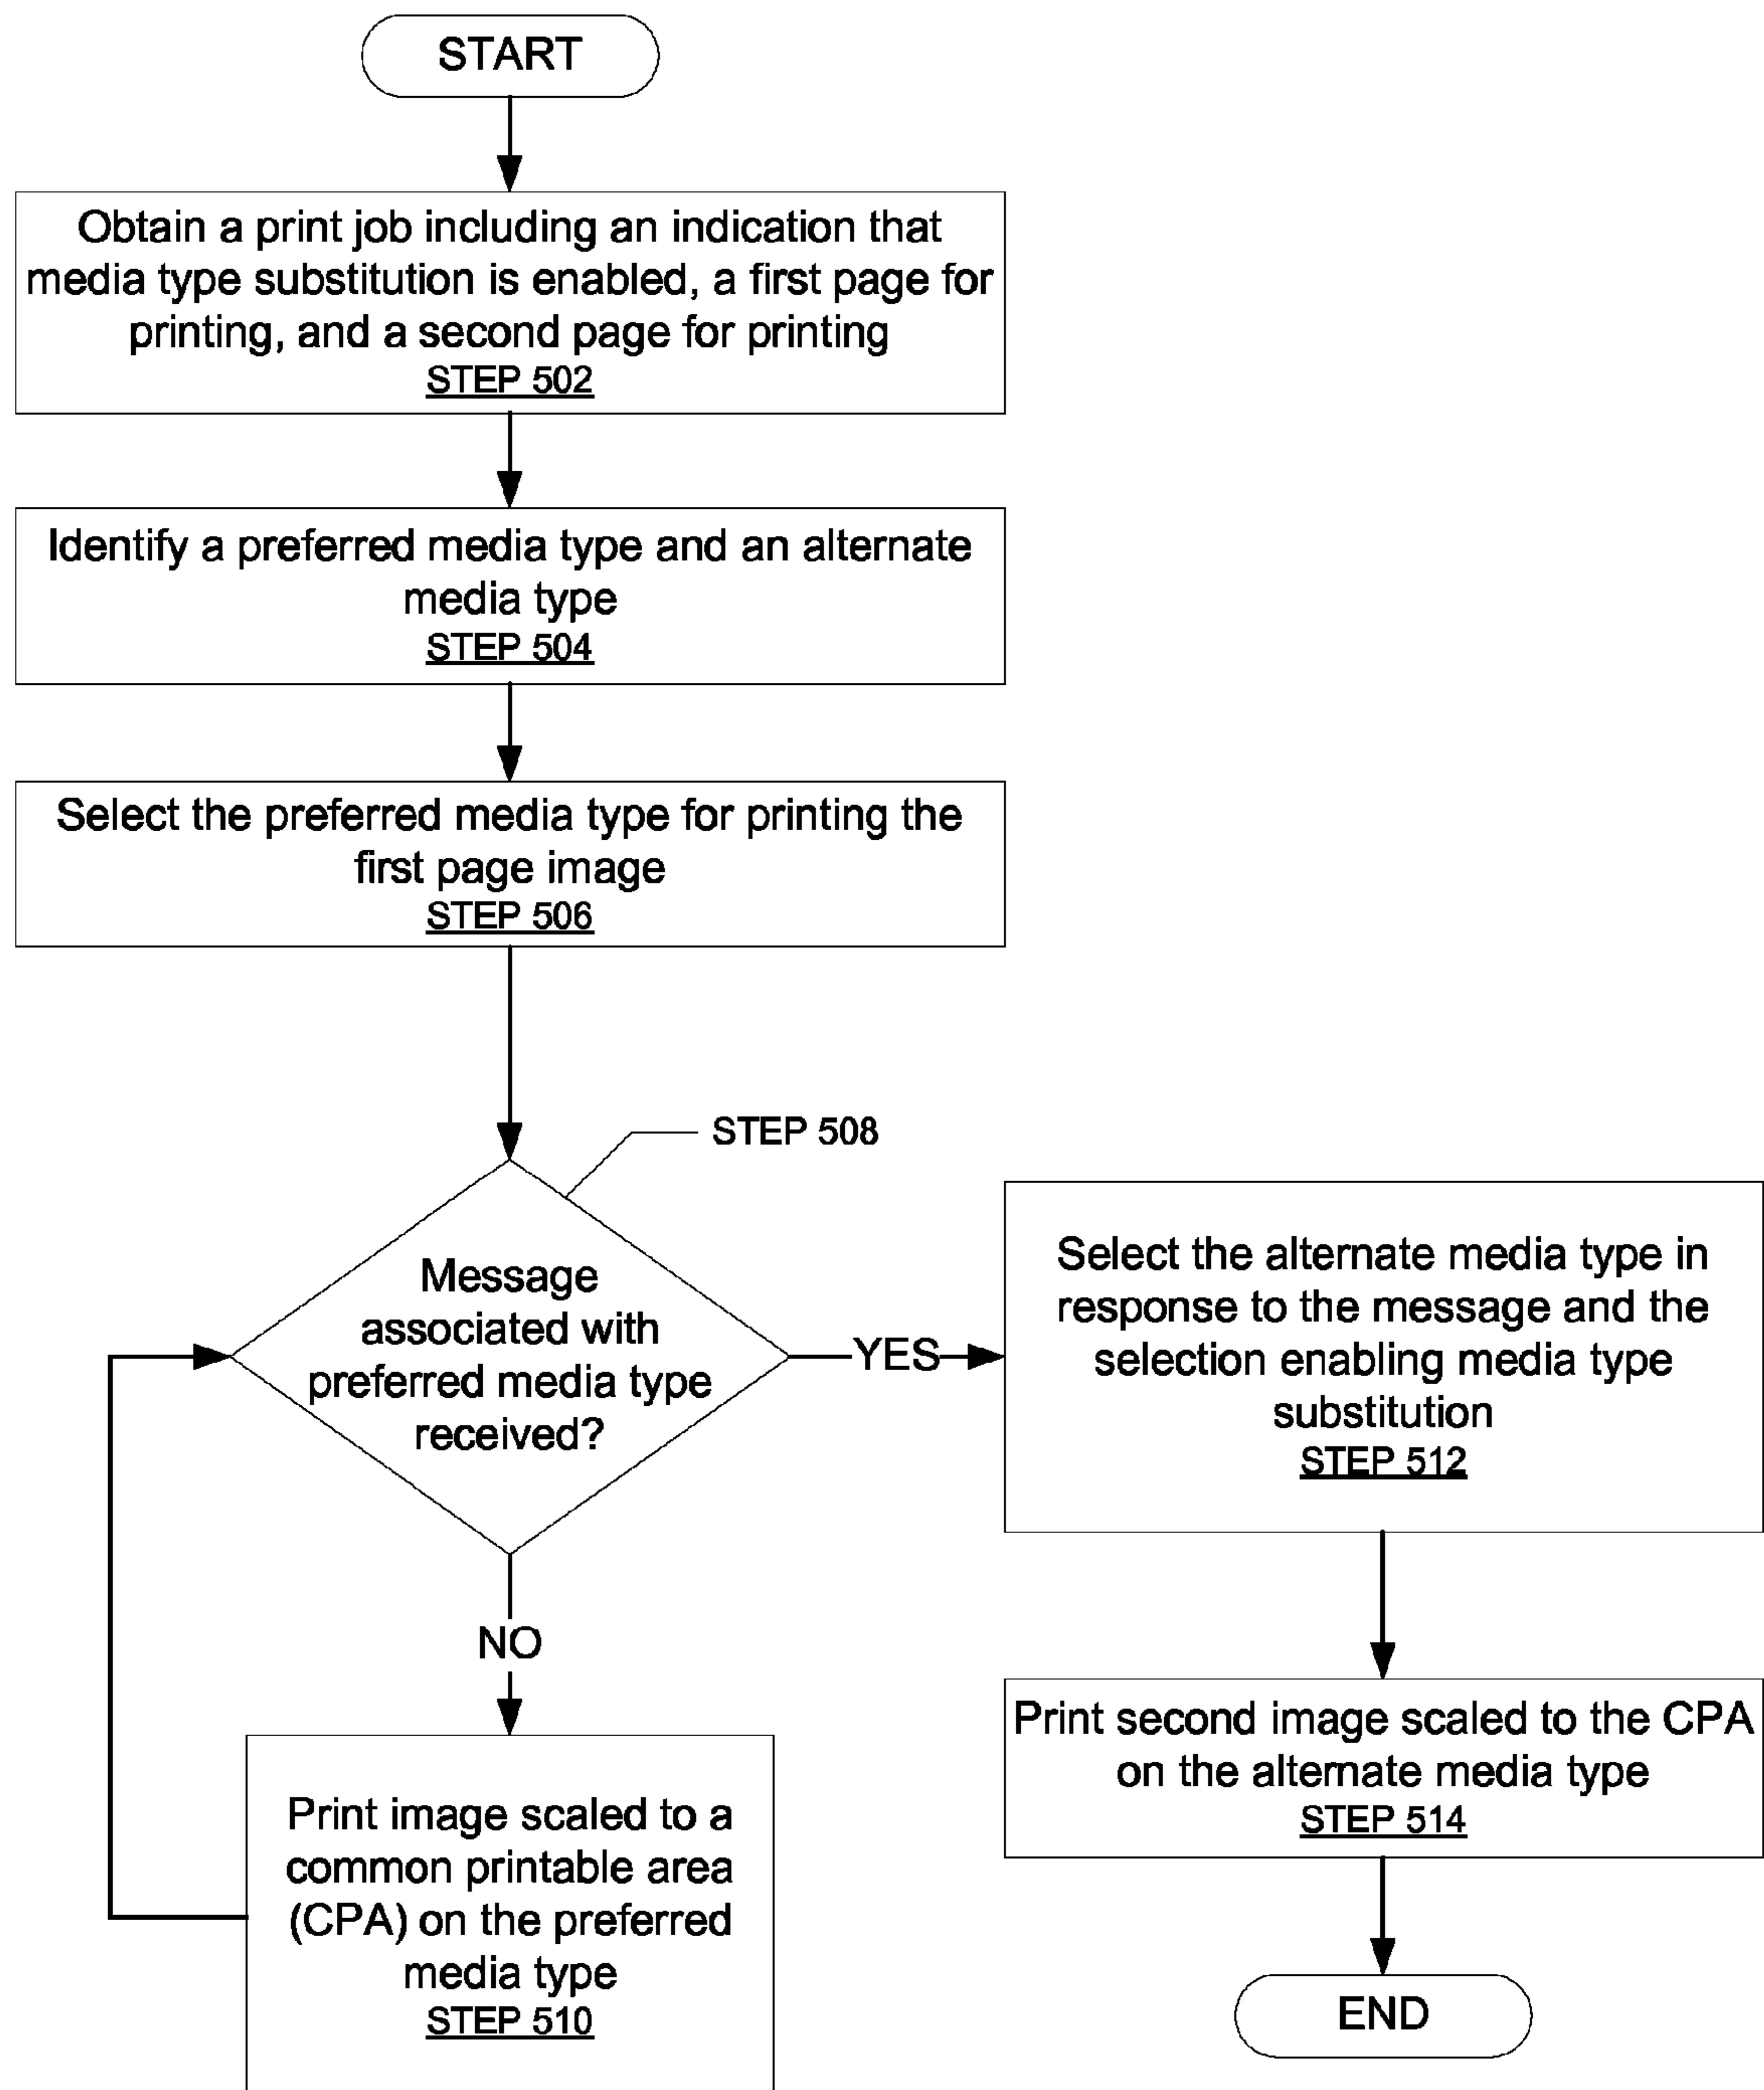 START
Obtain a print job including an indication that
media type substitution is enabled, a first page for
printing, and a second page for printing
STEP 502
Identify a preferred media type and an alternate
media type
STEP 504
Select the preferred media type for printing the
first page image
STEP 506
STEP 508
Message
associated with
preferred media type
received?
YES
Select the alternate media type in
response to the message and the
selection enabling media type
substitution
STEP 512
NO
Print image scaled to a
common printable area
(CPA) on the preferred
media type
STEP 510
Print second image scaled to the CPA
on the alternate media type
STEP 514
END